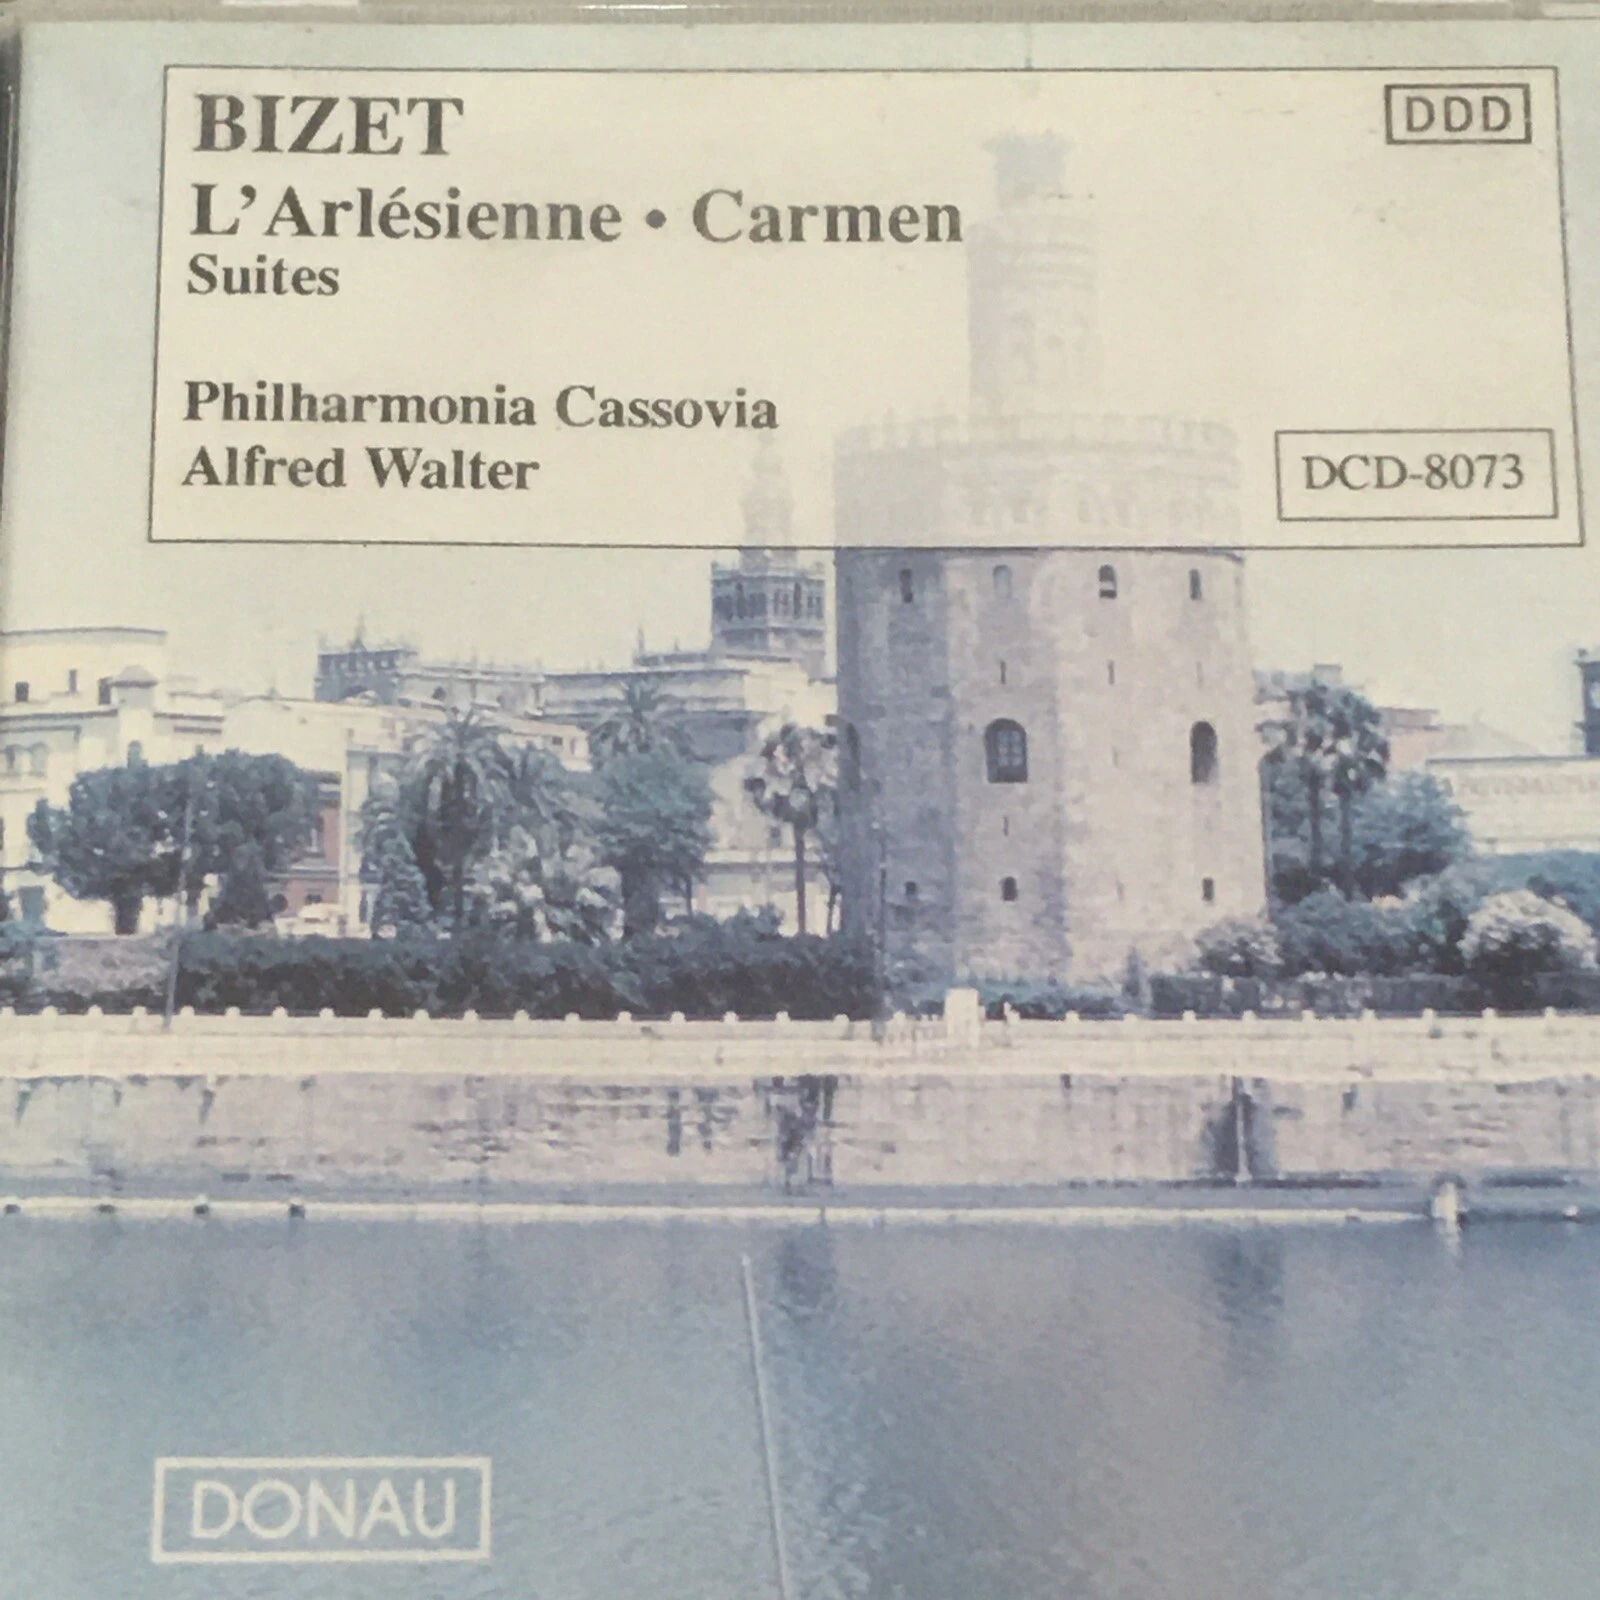 BIZET
DDD
L'Arlésienne • Carmen
Suites
Philharmonia Cassovia
Alfred Walter
DCD-8073
DONAU